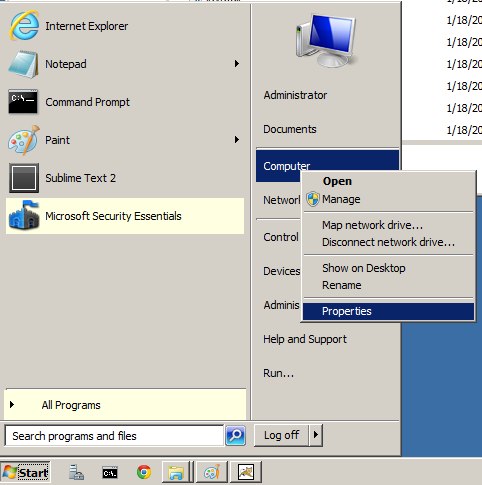 Internet Explorer
Notepad
Command Prompt
Paint
Sublime Text 2
Microsoft Security Essentials
All Programs
Search programs and files
Administrator
Documents
Computer
Control
Devices
Help and Support
Run...
Log off
Open
Manage
Map network drive...
Disconnect network drive...
Show on Desktop
Rename
Properties
1/18/20
1/18/20
1/18/20
1/18/20
1/18/20
1/18/20
1/18/20
Start